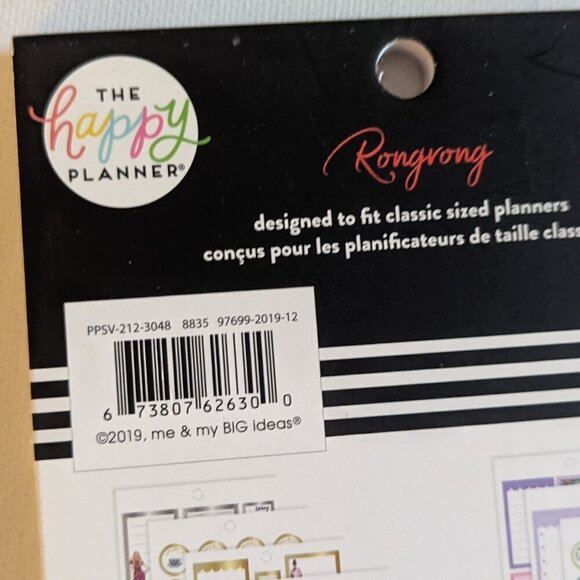 THE
happy
PLANNER®
Rongrong
designed to fit classic sized planners
conçus pour les planificateurs de taille class
PPSV-212-3048 8835 97699-2019-12
6 73807 62630 0
©2019, me & my BIG ideas®